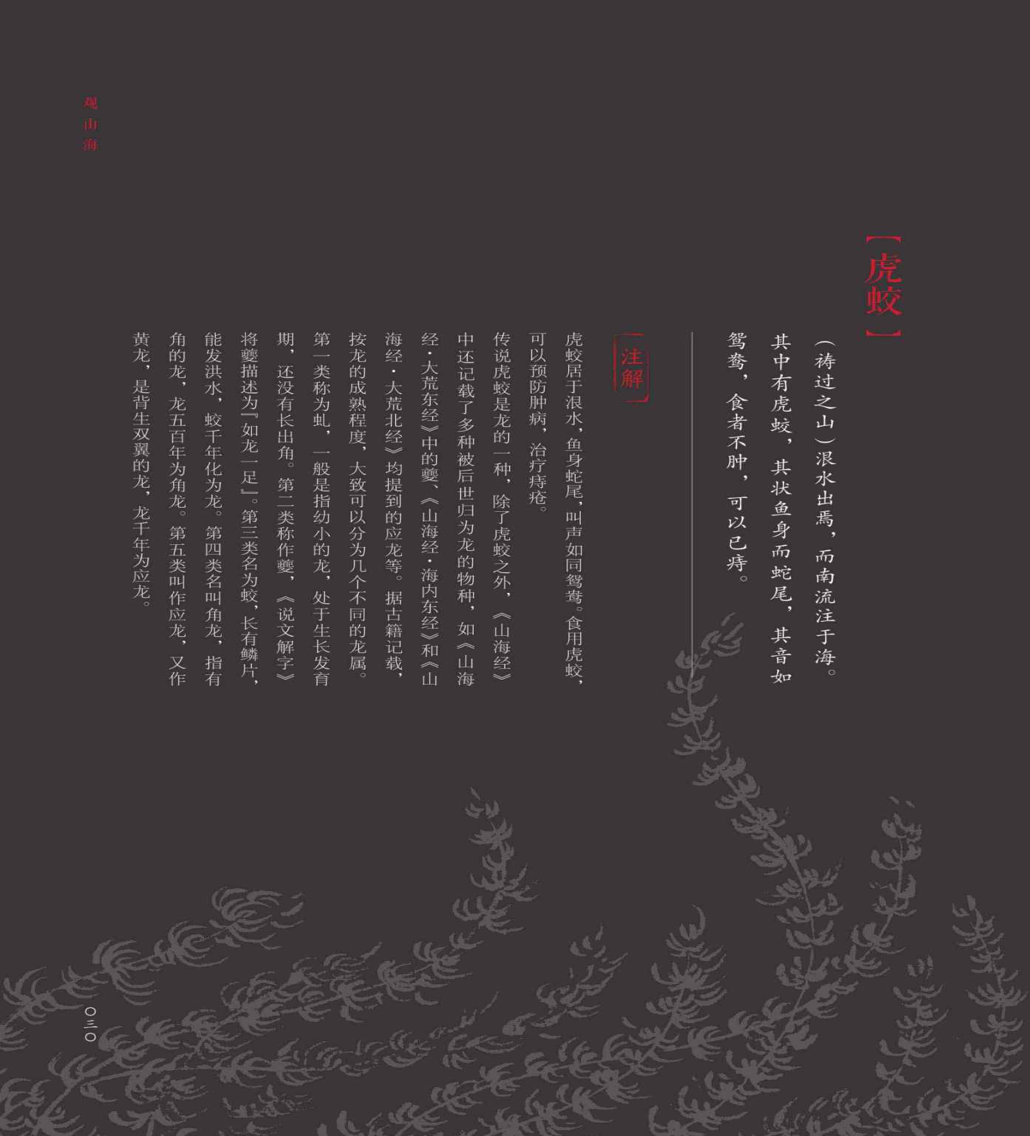 观山海
【虎蛟】
（祷过之山）泿水出焉，而南流注于海。
其中有虎蛟，其状鱼身而蛇尾，其音如
鸳鸯，食者不肿，可以已痔。
【注解】
虎蛟居于泿水，鱼身蛇尾，叫声如同鸳鸯。食用虎蛟，
可以预防肿病，治疗痔疮。
传说虎蛟是龙的一种，除了虎蛟之外，《山海经》
中还记载了多种被后世归为龙的物种，如《山海
经·大荒东经》中的夔、《山海经·海内东经》和《山
海经·大荒北经》均提到的应龙等。据古籍记载，
按龙的成熟程度，大致可以分为几个不同的龙属。
第一类称为虬，一般是指幼小的龙，处于生长发育
期，还没有长出角。第二类称作夔，《说文解字》
将夔描述为『如龙一足』。第三类名为蛟，长有鳞片，
能发洪水，蛟千年化为龙。第四类名叫角龙，指有
角的龙，龙五百年为角龙。第五类叫作应龙，又作
黄龙，是背生双翼的龙，龙千年为应龙。
〇三〇